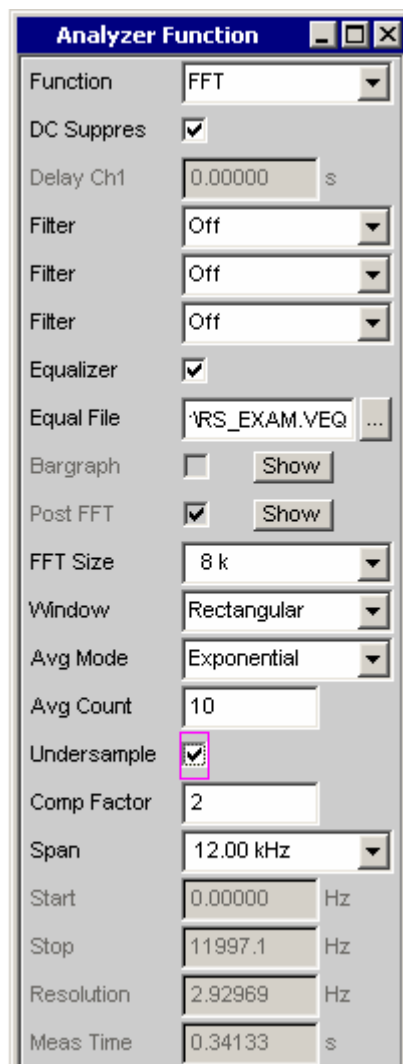 Analyzer Function
Function FFT
DC Suppres
Delay Ch1 0.00000 s
Filter Off
Filter Off
Filter Off
Equalizer
Equal File \RS_EXAM.VEQ ...
Bargraph Show
Post FFT Show
FFT Size 8 k
Window Rectangular
Avg Mode Exponential
Avg Count 10
Undersample
Comp Factor 2
Span 12.00 kHz
Start 0.00000 Hz
Stop 11997.1 Hz
Resolution 2.92969 Hz
Meas Time 0.34133 s